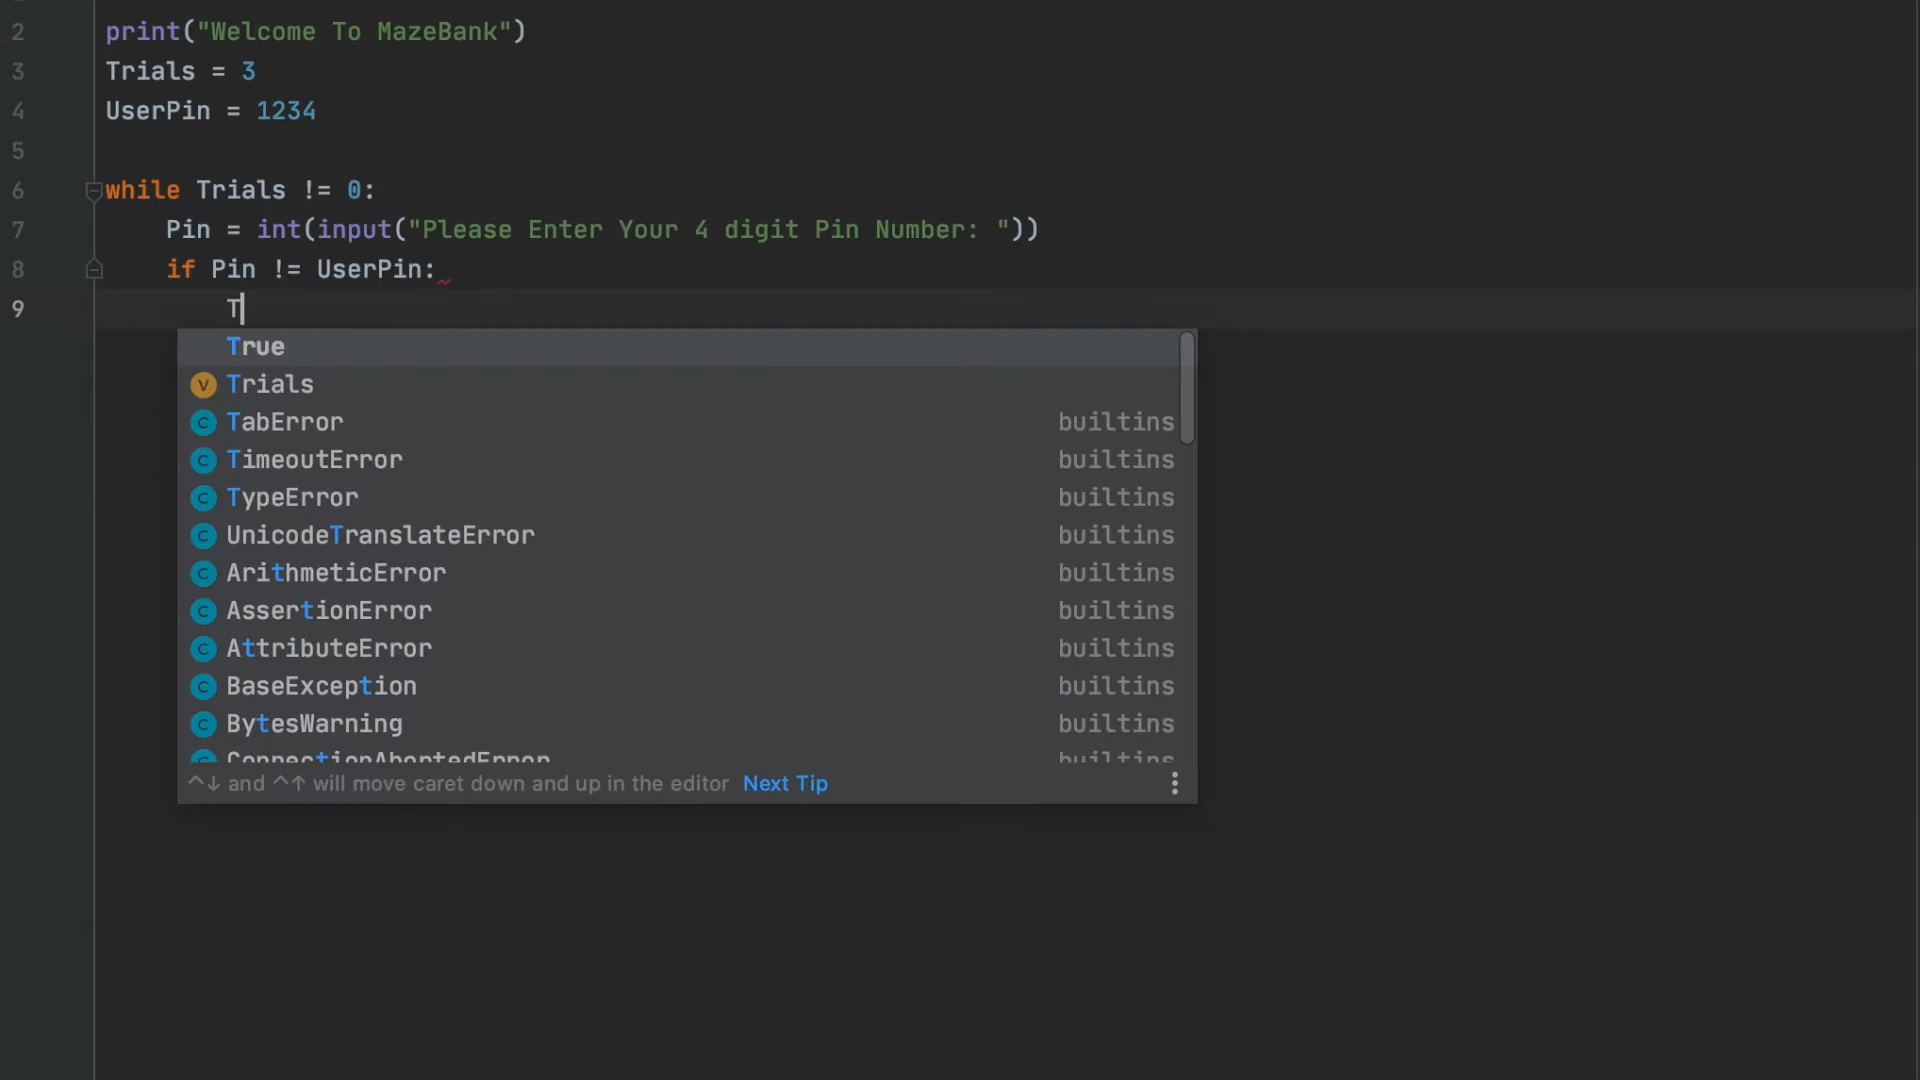 2 print("Welcome To MazeBank")
3 Trials = 3
4 UserPin = 1234
5
6 while Trials != 0:
7 Pin = int(input("Please Enter Your 4 digit Pin Number: "))
8 if Pin != UserPin:
9 T
True
V Trials
C TabError builtins
C TimeoutError builtins
C TypeError builtins
C UnicodeTranslateError builtins
C ArithmeticError builtins
C AssertionError builtins
C AttributeError builtins
C BaseException builtins
C BytesWarning builtins
C ConnectionAbortedError builtins
^↓ and ^↑ will move caret down and up in the editor Next Tip